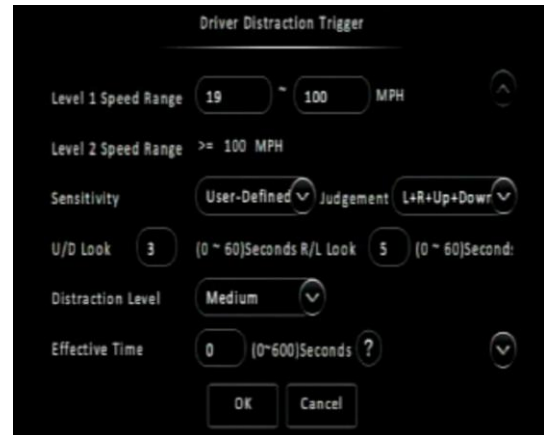 Driver Distraction Trigger
Level 1 Speed Range 19 ~ 100 MPH
Level 2 Speed Range >= 100 MPH
Sensitivity User-Defined Judgement L+R+Up+Down
U/D Look 3 (0 ~ 60)Seconds R/L Look 5 (0 ~ 60)Second:
Distraction Level Medium
Effective Time 0 (0~600)Seconds ?
OK Cancel